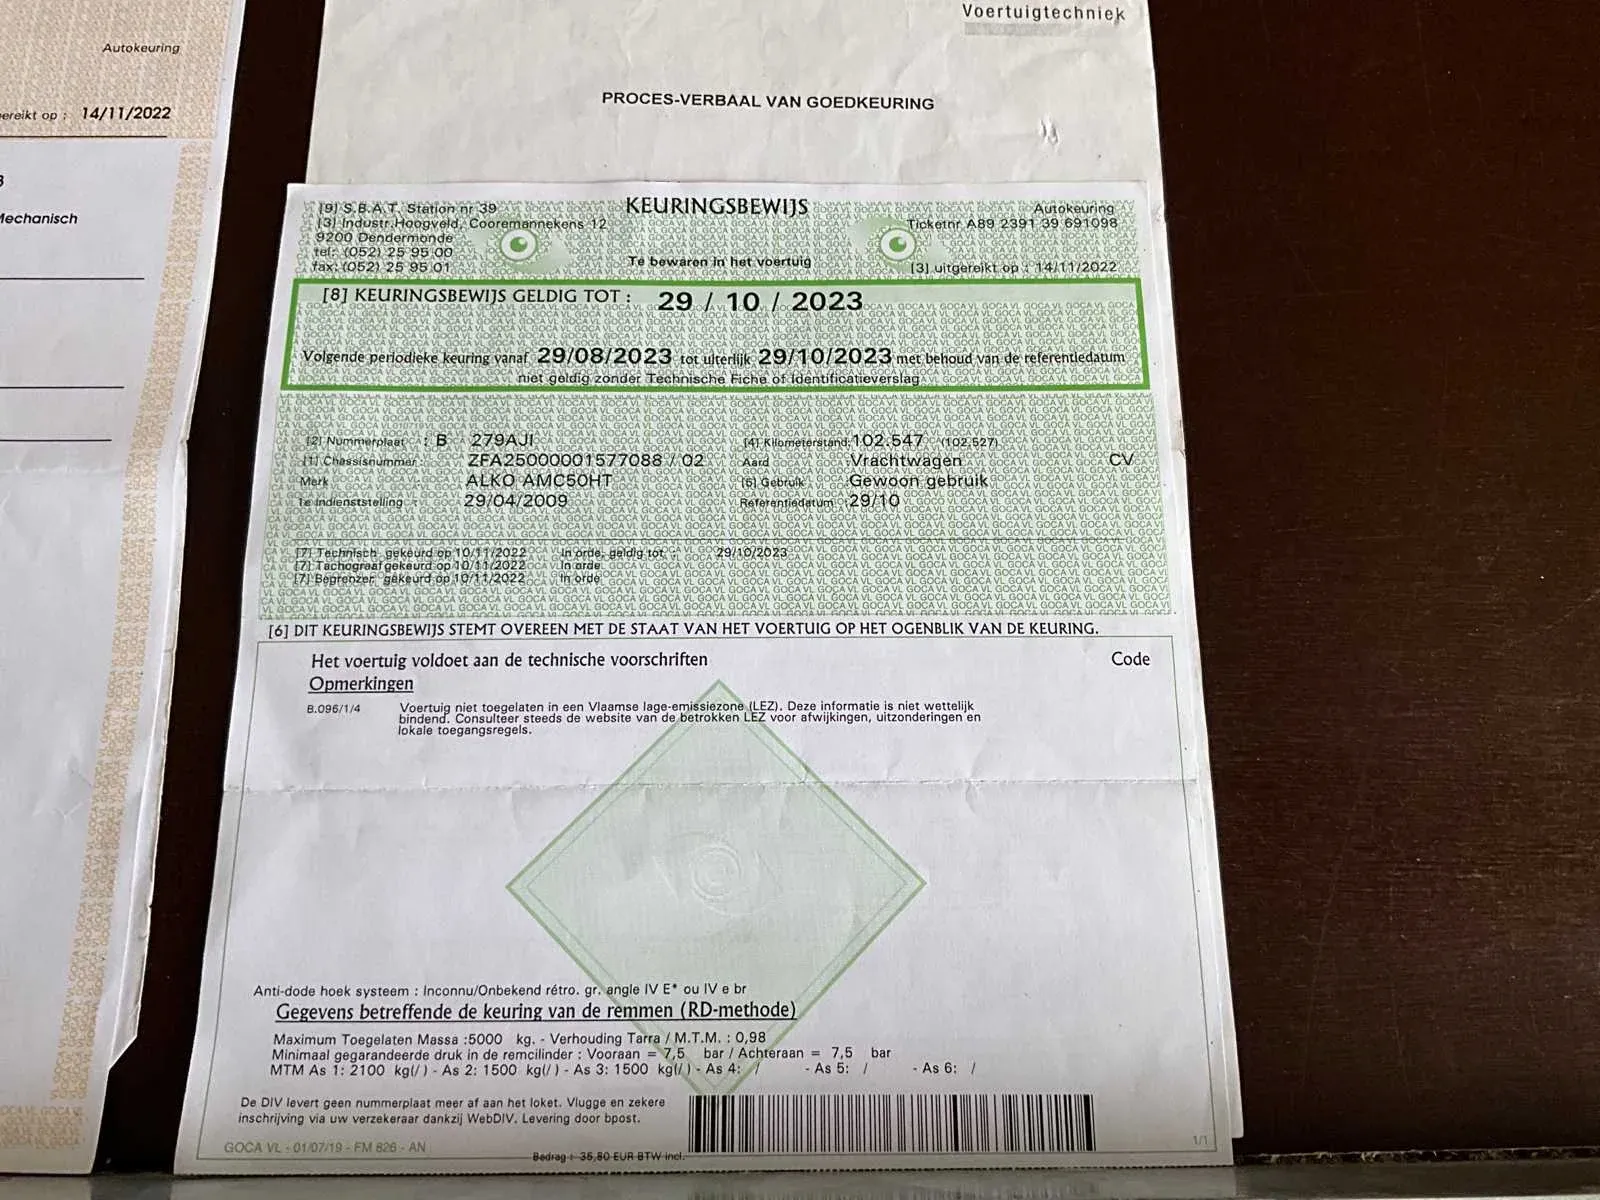 Autokeuring
ereikt op : 14/11/2022
Mechanisch
Voertuigtechniek
PROCES-VERBAAL VAN GOEDKEURING
[9] S.B.A.T. Station nr 39
[3] Industr.Hoogveld, Cooremannekens 12
9200 Dendermonde
tel: (052) 25 95 00
fax: (052) 25 95 01
KEURINGSBEWIJS
Te bewaren in het voertuig
Autokeuring
Ticketnr A89 2391 39 691098
[3] uitgereikt op : 14/11/2022
[8] KEURINGSBEWIJS GELDIG TOT : 29 / 10 / 2023
Volgende periodieke keuring vanaf 29/08/2023 tot uiterlijk 29/10/2023 met behoud van de referentiedatum
niet geldig zonder Technische Fiche of Identificatieverslag
[2] Nummerplaat : B 279AJI [4] Kilometerstand: 102.547 (102.527)
[1] Chassisnummer : ZFA25000001577088 / 02 Aard : Vrachtwagen CV
Merk : ALKO AMC50HT [5] Gebruik : Gewoon gebruik
1e Indienststelling : 29/04/2009 Referentiedatum : 29/10
[7] Technisch gekeurd op 10/11/2022 In orde, geldig tot : 29/10/2023
[7] Tachograaf gekeurd op 10/11/2022 In orde
[7] Begrenzer gekeurd op 10/11/2022 In orde
[6] DIT KEURINGSBEWIJS STEMT OVEREEN MET DE STAAT VAN HET VOERTUIG OP HET OGENBLIK VAN DE KEURING.
Het voertuig voldoet aan de technische voorschriften Code
Opmerkingen
B.096/1/4 Voertuig niet toegelaten in een Vlaamse lage-emissiezone (LEZ). Deze informatie is niet wettelijk
bindend. Consulteer steeds de website van de betrokken LEZ voor afwijkingen, uitzonderingen en
lokale toegangsregels.
Anti-dode hoek systeem : Inconnu/Onbekend rétro. gr. angle IV E* ou IV e br
Gegevens betreffende de keuring van de remmen (RD-methode)
Maximum Toegelaten Massa :5000 kg. - Verhouding Tarra / M.T.M. : 0,98
Minimaal gegarandeerde druk in de remcilinder : Vooraan = 7,5 bar / Achteraan = 7,5 bar
MTM As 1: 2100 kg(/ ) - As 2: 1500 kg(/ ) - As 3: 1500 kg(/ ) - As 4: / - As 5: / - As 6: /
De DIV levert geen nummerplaat meer af aan het loket. Vlugge en zekere
inschrijving via uw verzekeraar dankzij WebDIV. Levering door bpost.
GOCA VL - 01/07/19 - FM 826 - AN
Bedrag : 35,80 EUR BTW incl.
1/1